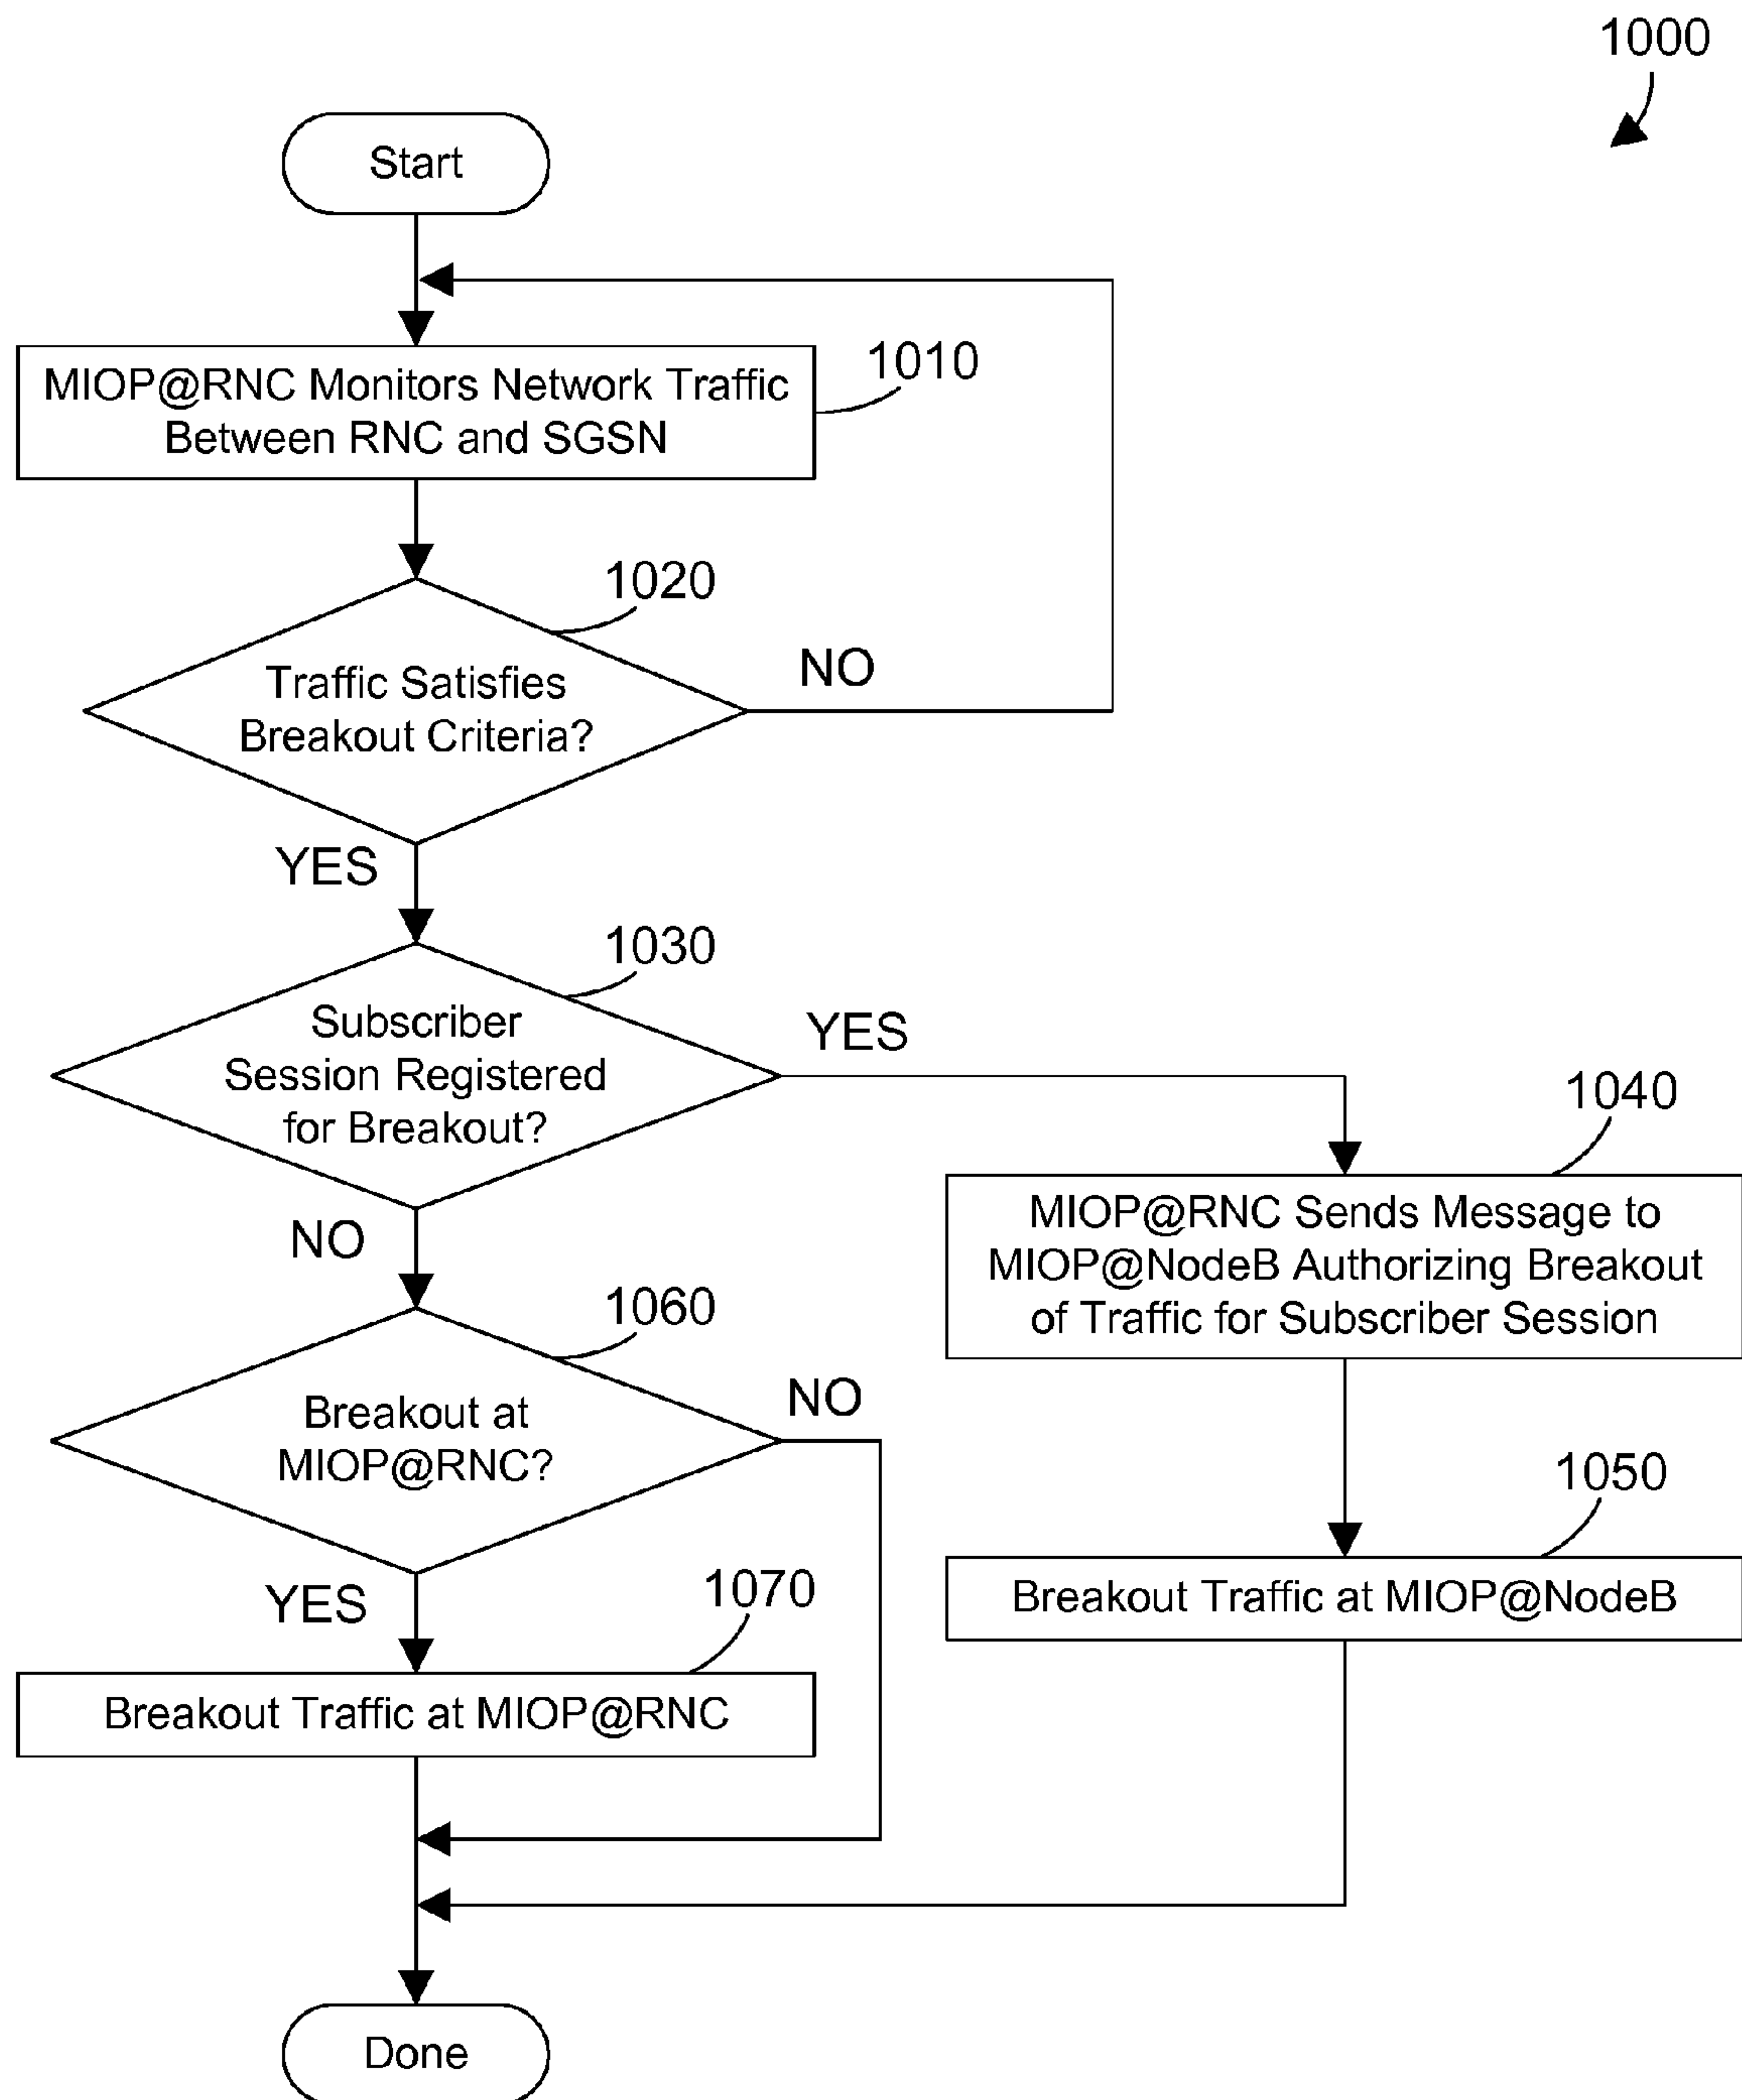 1000
Start
MIOP@RNC Monitors Network Traffic
Between RNC and SGSN
1010
1020
Traffic Satisfies
Breakout Criteria?
NO
YES
1030
Subscriber
Session Registered
for Breakout?
YES
NO
1040
MIOP@RNC Sends Message to
MIOP@NodeB Authorizing Breakout
of Traffic for Subscriber Session
1060
Breakout at
MIOP@RNC?
NO
YES
1050
Breakout Traffic at MIOP@NodeB
1070
Breakout Traffic at MIOP@RNC
Done